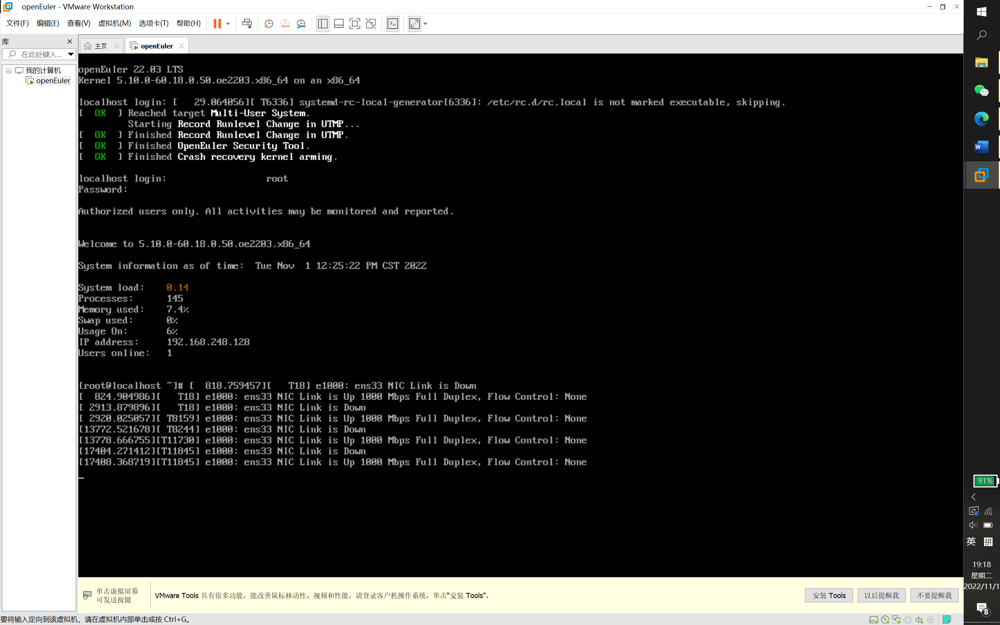 openEuler - VMware Workstation
文件(F) 编辑(E) 查看(V) 虚拟机(M) 选项卡(T) 帮助(H)
库
在此处键入...
我的计算机
openEuler
主页
openEuler
openEuler 22.03 LTS
Kernel 5.10.0-60.18.0.50.oe2203.x86_64 on an x86_64
localhost login: [   29.064056][ T6336] systemd-rc-local-generator[6336]: /etc/rc.d/rc.local is not marked executable, skipping.
[  OK  ] Reached target Multi-User System.
Starting Record Runlevel Change in UTMP...
[  OK  ] Finished Record Runlevel Change in UTMP.
[  OK  ] Finished OpenEuler Security Tool.
[  OK  ] Finished Crash recovery kernel arming.
localhost login:                  root
Password:
Authorized users only. All activities may be monitored and reported.
Welcome to 5.10.0-60.18.0.50.oe2203.x86_64
System information as of time:  Tue Nov  1 12:25:22 PM CST 2022
System load:    0.14
Processes:      145
Memory used:    7.4%
Swap used:      0%
Usage On:       6%
IP address:     192.168.248.128
Users online:   1
[root@localhost ~]# [  818.759457][   T18] e1000: ens33 NIC Link is Down
[  824.904986][   T18] e1000: ens33 NIC Link is Up 1000 Mbps Full Duplex, Flow Control: None
[ 2913.879896][   T18] e1000: ens33 NIC Link is Down
[ 2920.025057][ T8159] e1000: ens33 NIC Link is Up 1000 Mbps Full Duplex, Flow Control: None
[13772.521678][ T8244] e1000: ens33 NIC Link is Down
[13778.666755][T11730] e1000: ens33 NIC Link is Up 1000 Mbps Full Duplex, Flow Control: None
[17404.271412][T11845] e1000: ens33 NIC Link is Down
[17408.368719][T11845] e1000: ens33 NIC Link is Up 1000 Mbps Full Duplex, Flow Control: None
单击虚拟屏幕
可发送按键
VMware Tools 具有很多功能，能改善鼠标移动性、视频和性能。请登录客户机操作系统，单击“安装 Tools”。
安装 Tools
以后提醒我
不要提醒我
要将输入定向到该虚拟机，请在虚拟机内部单击或按 Ctrl+G。
W
91%
英 拼
19:18
星期二
2022/11/1
8